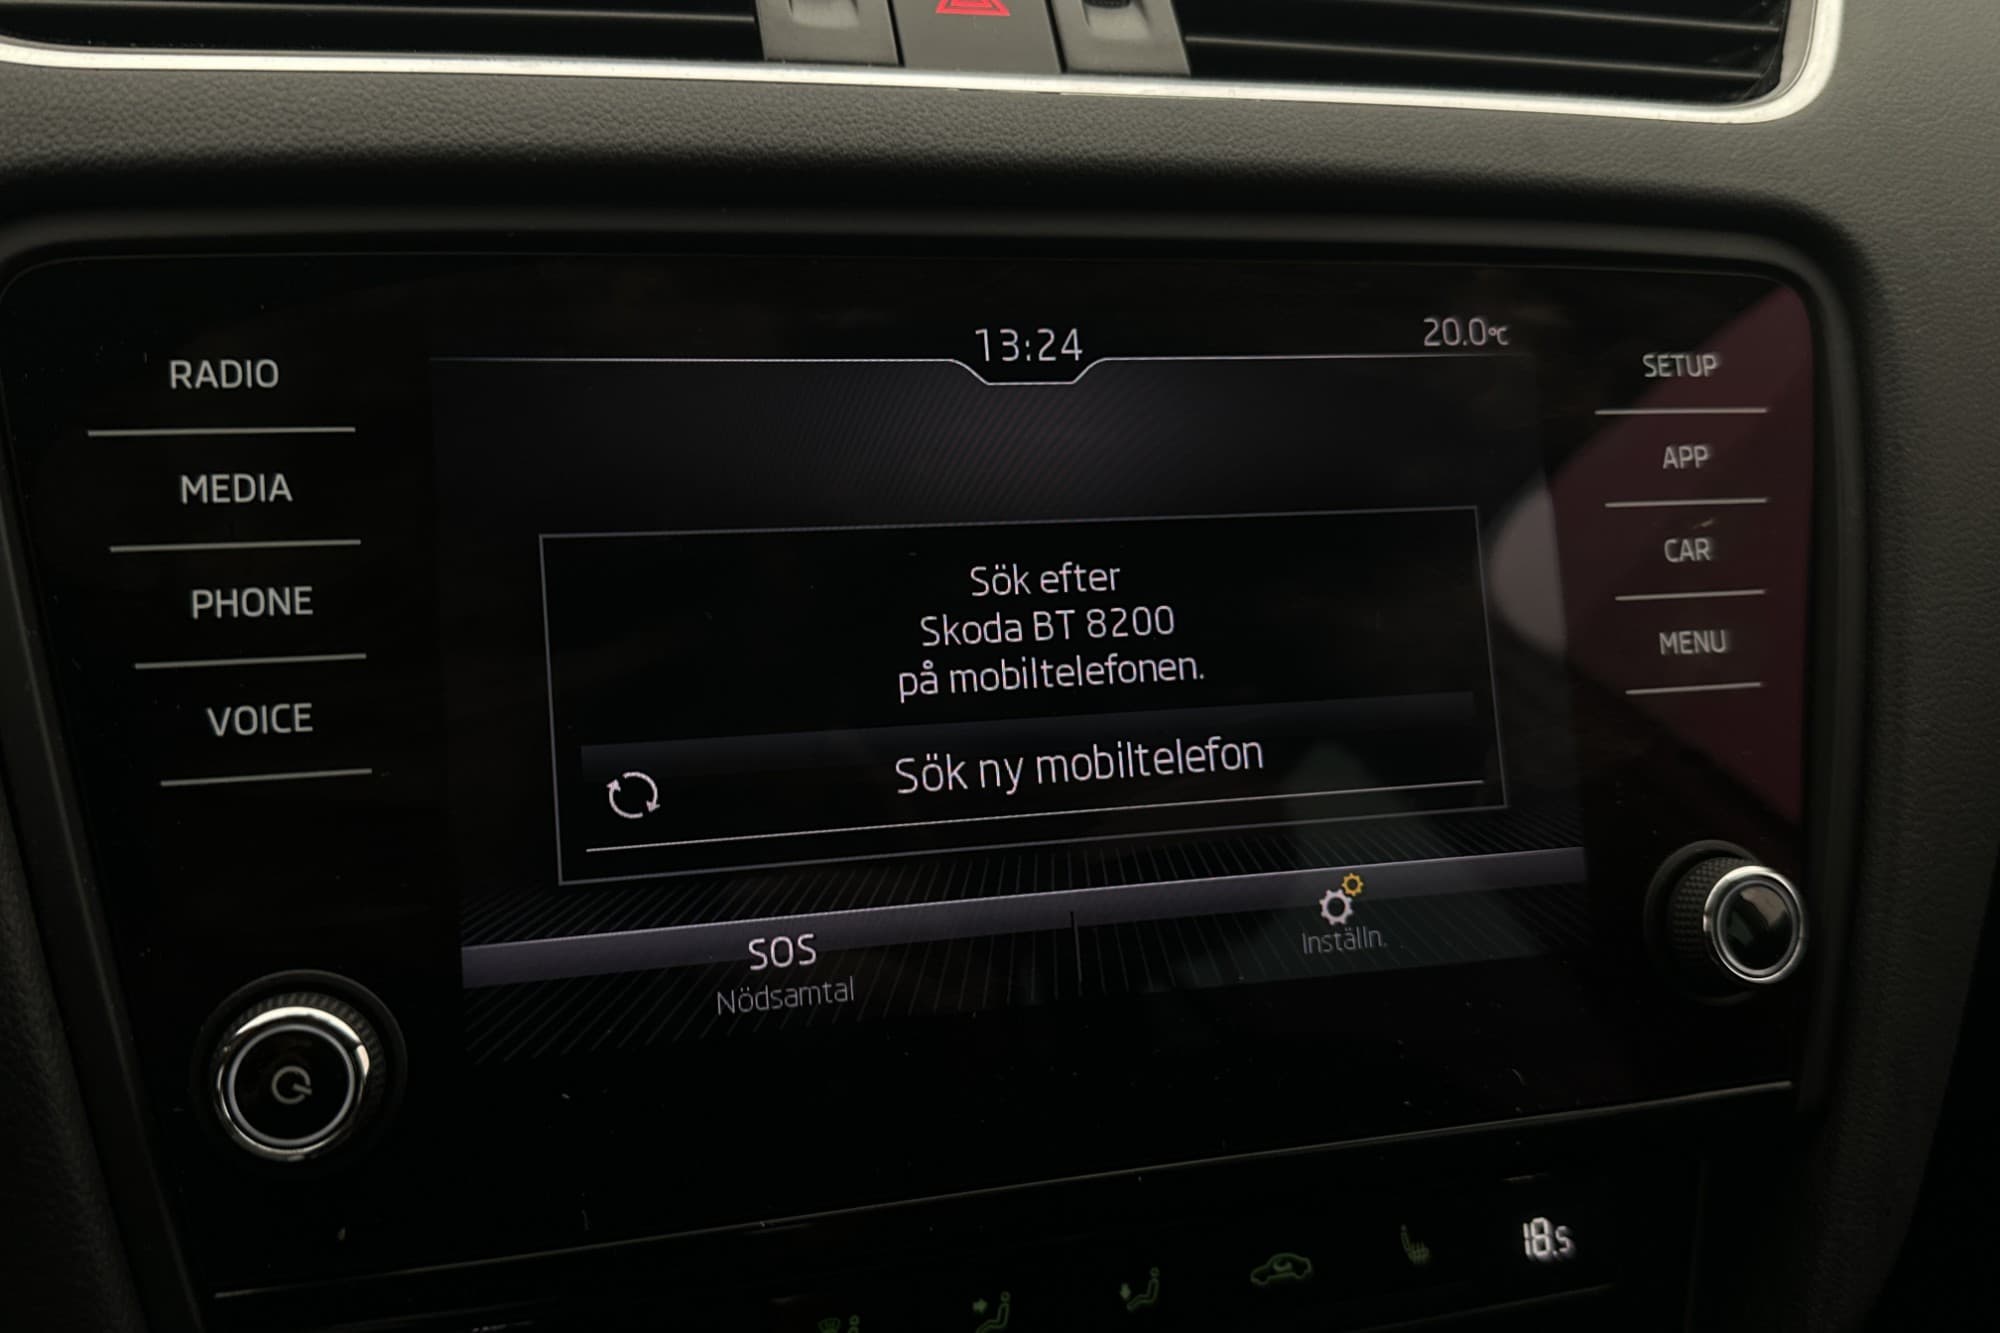 13:24
20.0°C
RADIO
MEDIA
PHONE
VOICE
SETUP
APP
CAR
MENU
Sök efter
Skoda BT 8200
på mobiltelefonen.
Sök ny mobiltelefon
SOS
Nödsamtal
Inställn.
18.5